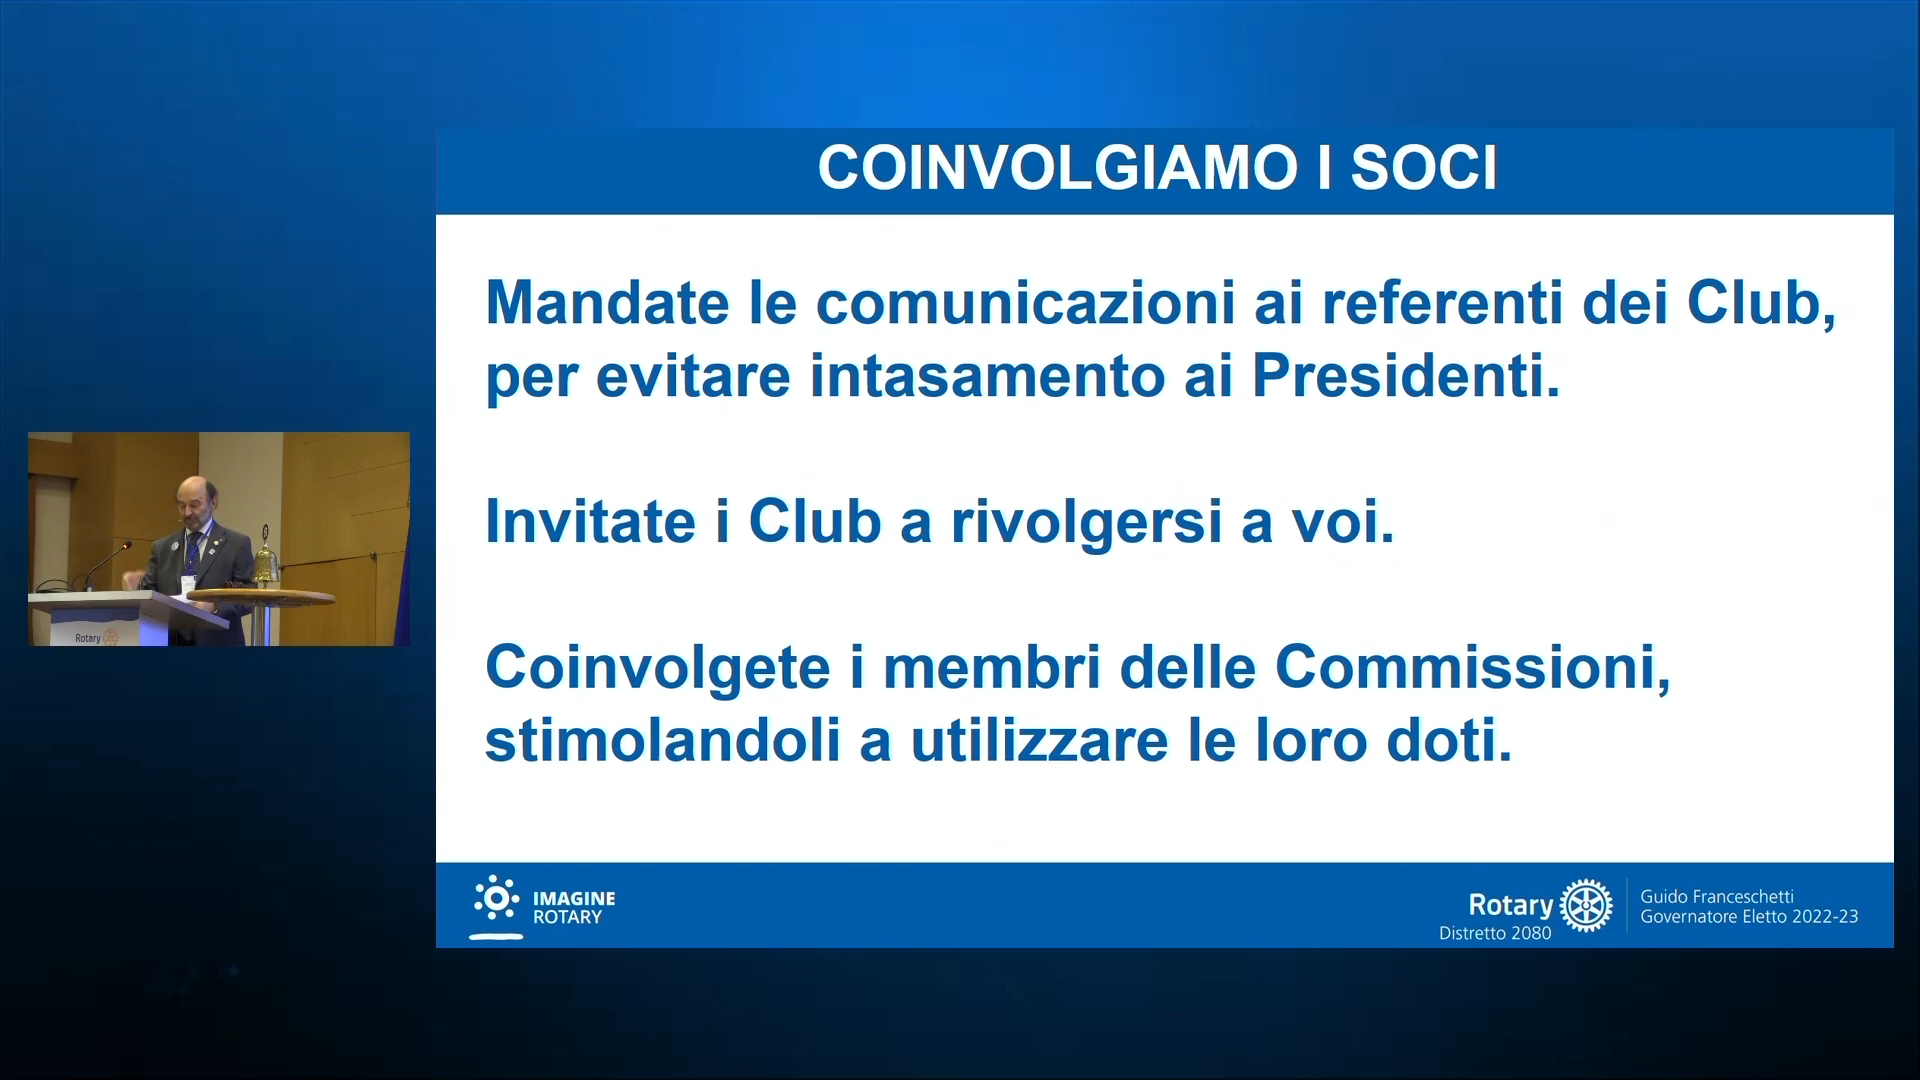 COINVOLGIAMO I SOCI
Mandate le comunicazioni ai referenti dei Club,
per evitare intasamento ai Presidenti.
Invitate i Club a rivolgersi a voi.
Coinvolgete i membri delle Commissioni,
stimolandoli a utilizzare le loro doti.
Rotary
IMAGINE
ROTARY
Rotary
Distretto 2080
Guido Franceschetti
Governatore Eletto 2022-23